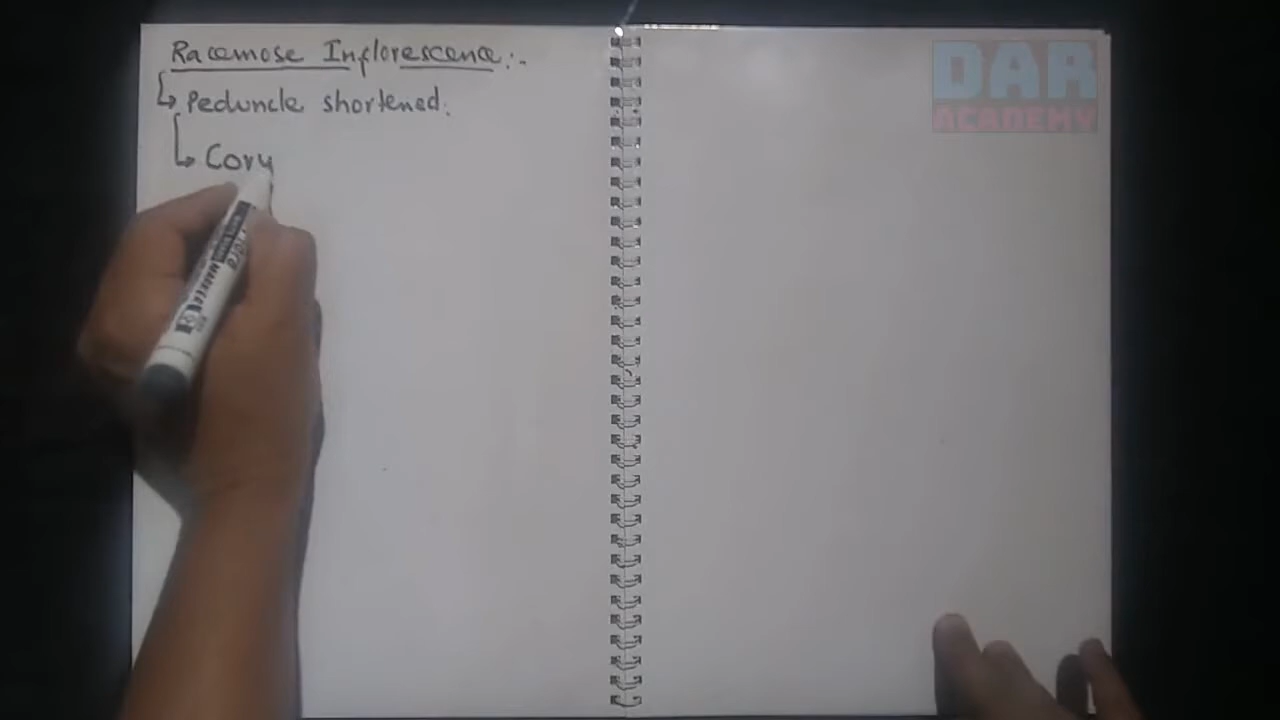 Racemose Inflorescence:-
Peduncle shortened.
Cory
DAR
ACADEMY